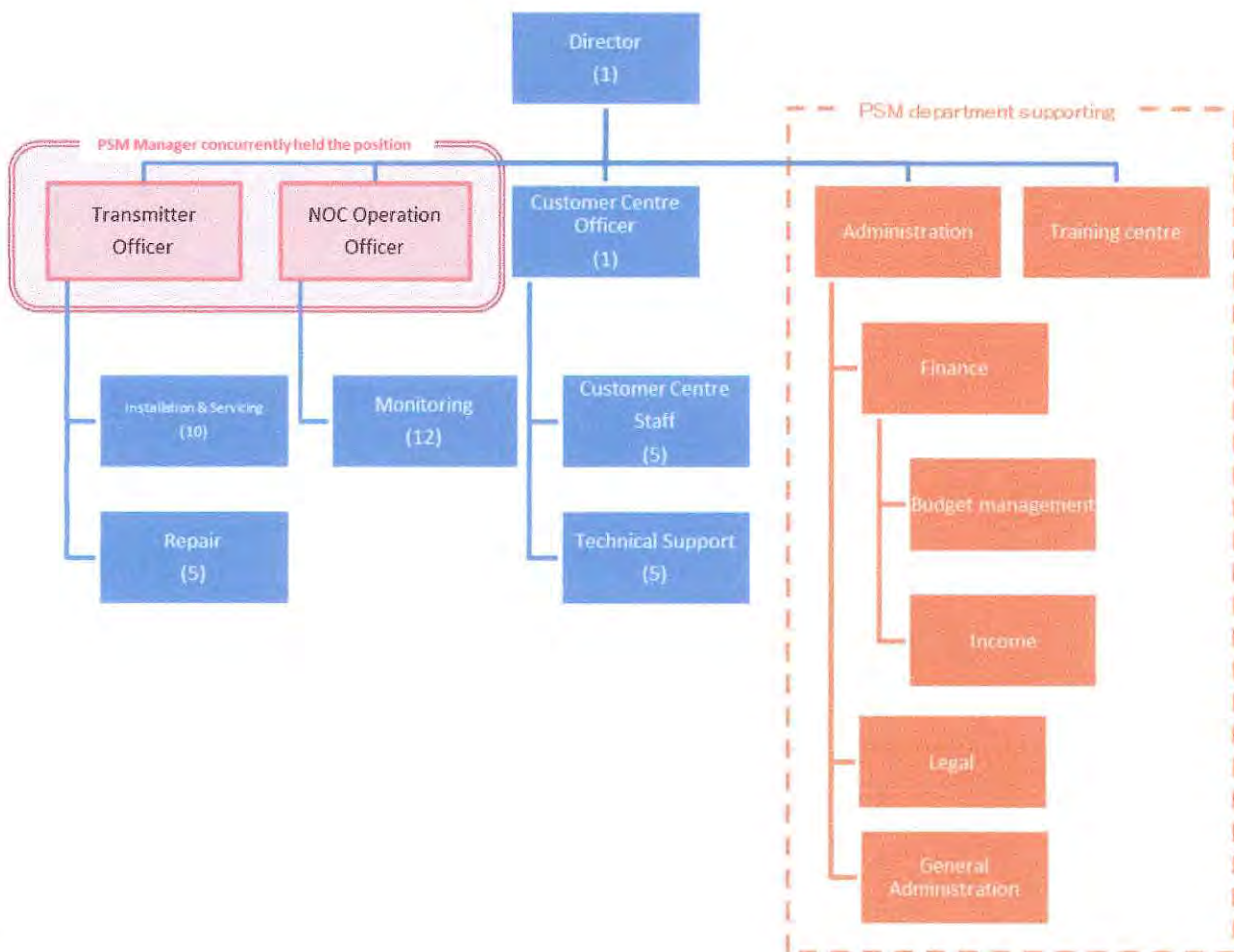 Director
(1)
PSM department supporting
PSM Manager concurrently held the position
Transmitter
Officer
NOC Operation
Officer
Customer Centre
Officer
(1)
Administration
Training centre
Finance
Installation & Servicing
(10)
Monitoring
(12)
Customer Centre
Staff
(5)
Budget management
Repair
(5)
Technical Support
(5)
Income
Legal
General
Administration